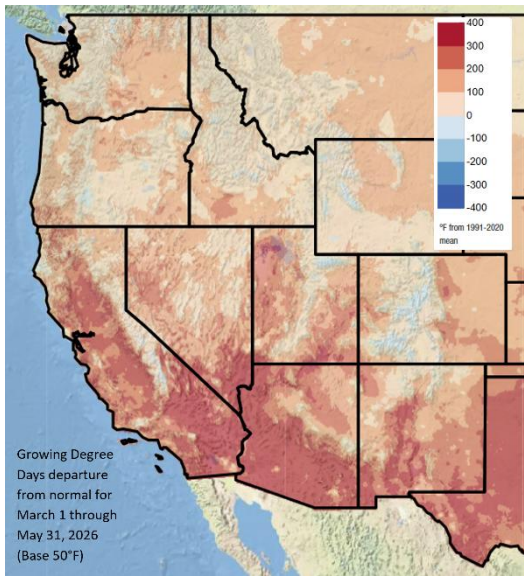 400
300
200
100
0
-100
-200
-300
-400
°F from 1991-2020
mean
Growing Degree
Days departure
from normal for
March 1 through
May 31, 2026
(Base 50°F)